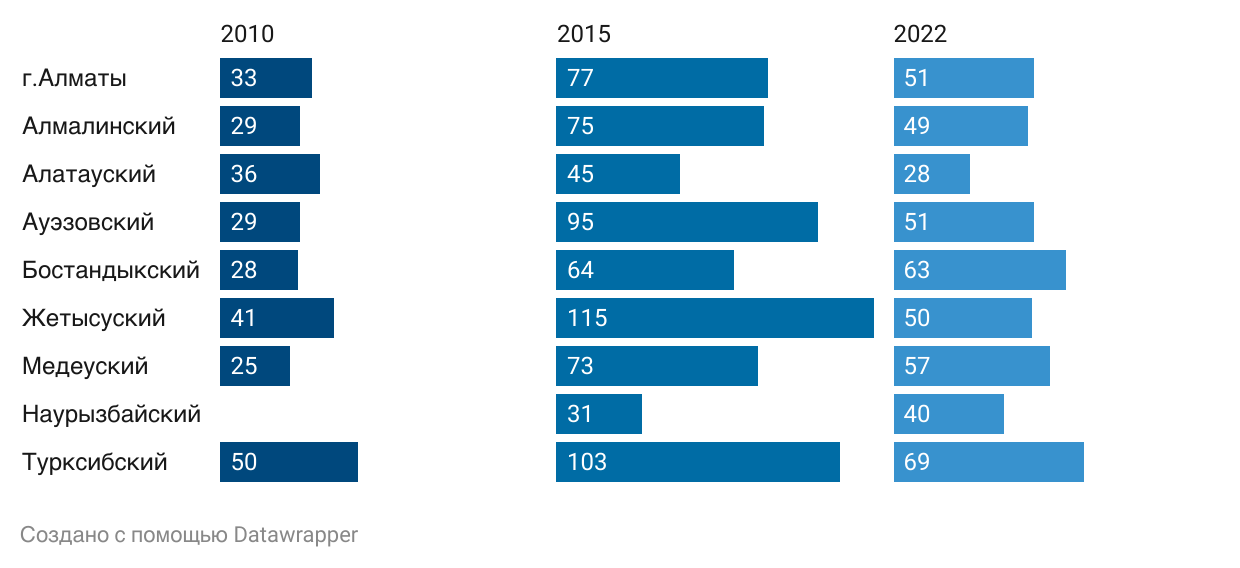 2010 2015 2022
г.Алматы 33 77 51
Алмалинский 29 75 49
Алатауский 36 45 28
Ауэзовский 29 95 51
Бостандыкский 28 64 63
Жетысуский 41 115 50
Медеуский 25 73 57
Наурызбайский 31 40
Турксибский 50 103 69
Создано с помощью Datawrapper